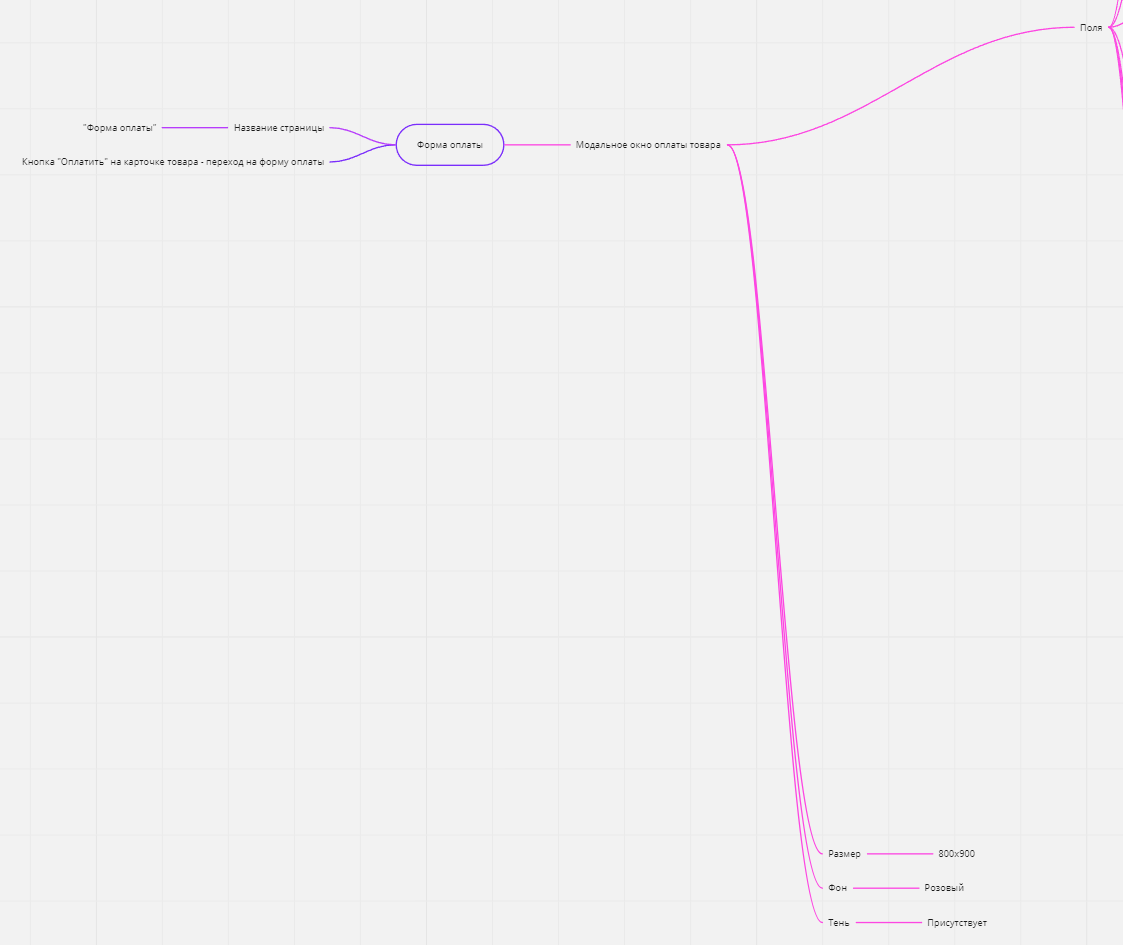 Поля
"Форма оплаты"
Название страницы
Форма оплаты
Модальное окно оплаты товара
Кнопка "Оплатить" на карточке товара - переход на форму оплаты
Размер
800x900
Фон
Розовый
Тень
Присутствует